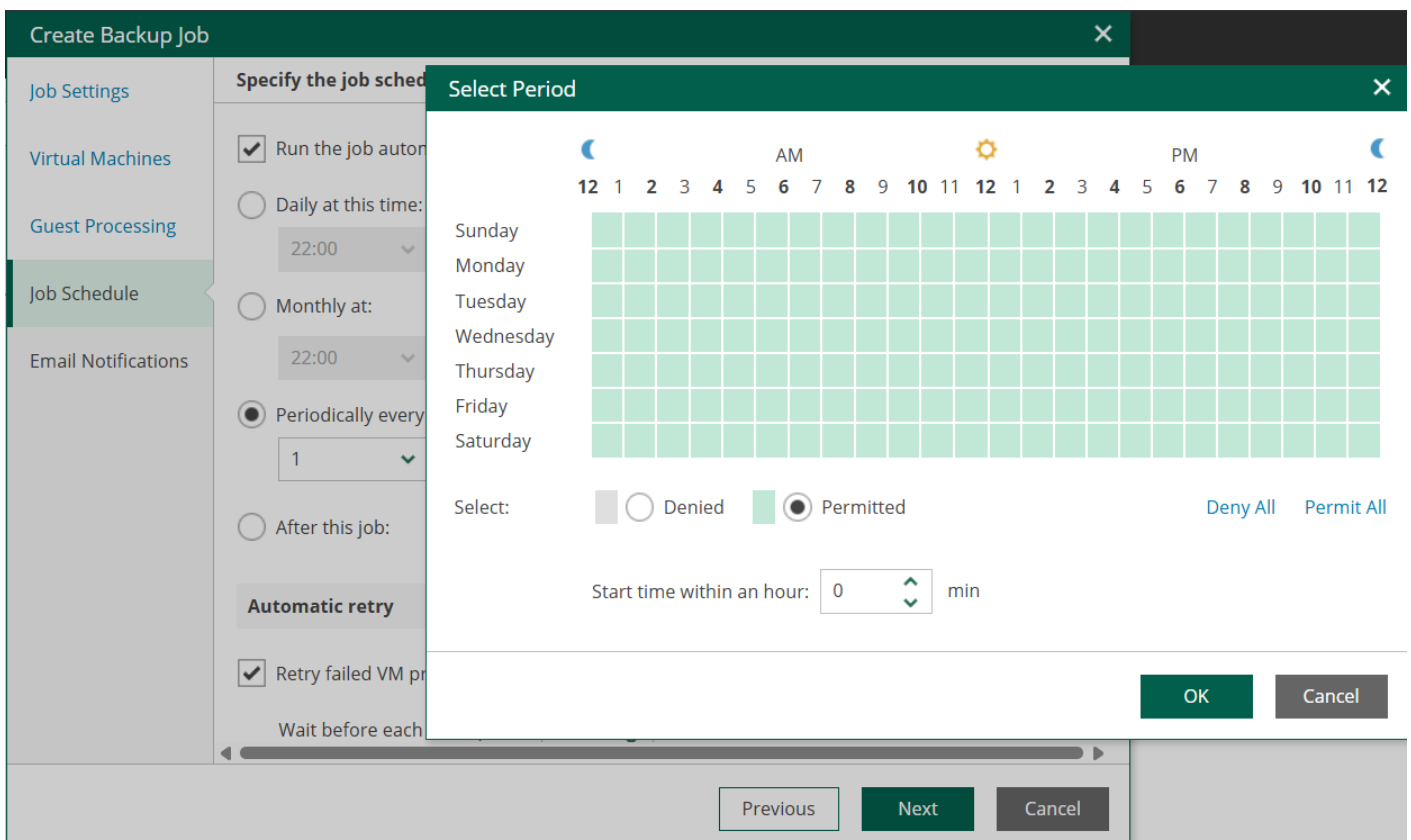 Create Backup Job
Job Settings
Virtual Machines
Guest Processing
Job Schedule
Email Notifications
Specify the job sched
Run the job auton
Daily at this time:
22:00
Monthly at:
22:00
Periodically every
1
After this job:
Automatic retry
Retry failed VM pr
Wait before each
Previous Next Cancel
Select Period
AM PM
12 1 2 3 4 5 6 7 8 9 10 11 12 1 2 3 4 5 6 7 8 9 10 11 12
Sunday
Monday
Tuesday
Wednesday
Thursday
Friday
Saturday
Select: Denied Permitted Deny All Permit All
Start time within an hour: 0 min
OK Cancel